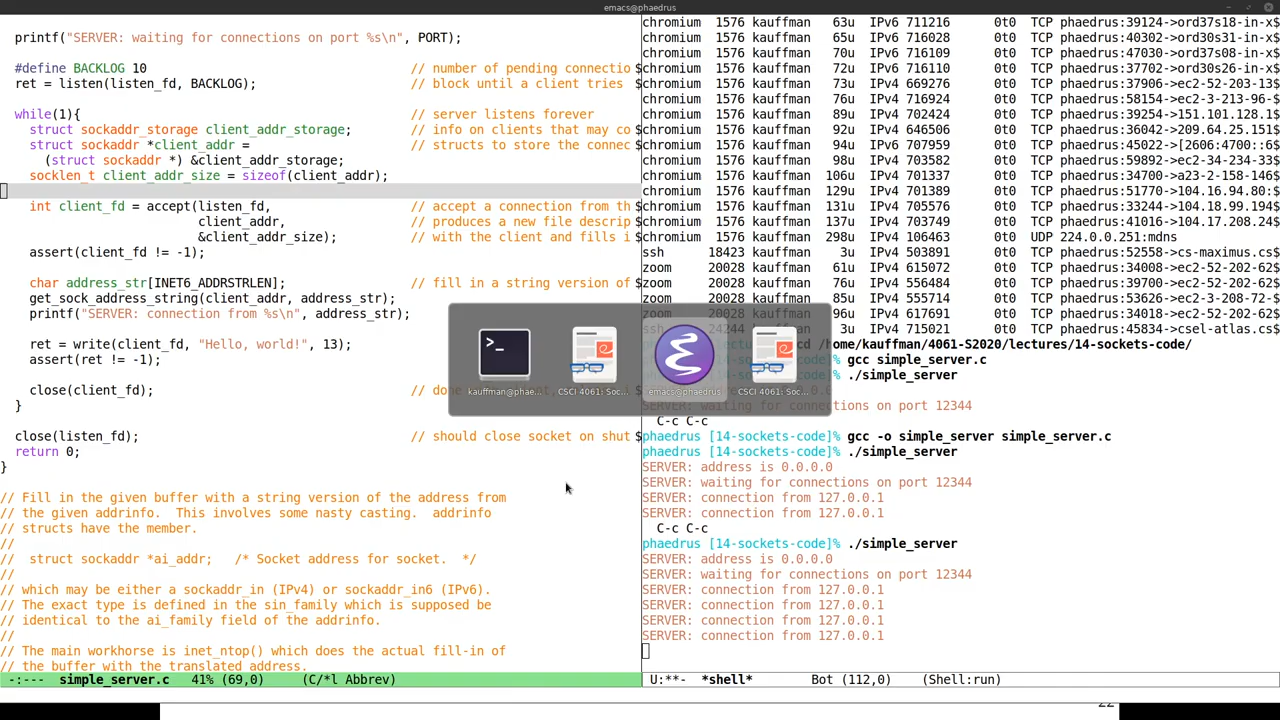 emacs@phaedrus
printf("SERVER: waiting for connections on port %s\n", PORT);
#define BACKLOG 10 // number of pending connectio $
ret = listen(listen_fd, BACKLOG); // block until a client tries $
while(1){ // server listens forever
struct sockaddr_storage client_addr_storage; // info on clients that may co $
struct sockaddr *client_addr = // structs to store the connec $
(struct sockaddr *) &client_addr_storage;
socklen_t client_addr_size = sizeof(client_addr);
int client_fd = accept(listen_fd, // accept a connection from th $
client_addr, // produces a new file descrip $
&client_addr_size); // with the client and fills i $
assert(client_fd != -1);
char address_str[INET6_ADDRSTRLEN]; // fill in a string version of $
get_sock_address_string(client_addr, address_str);
printf("SERVER: connection from %s\n", address_str);
ret = write(client_fd, "Hello, world!", 13);
assert(ret != -1);
close(client_fd); // don
}
close(listen_fd); // should close socket on shut $
return 0;
}
// Fill in the given buffer with a string version of the address from
// the given addrinfo.  This involves some nasty casting.  addrinfo
// structs have the member.
//
//  struct sockaddr *ai_addr;   /* Socket address for socket.  */
//
// which may be either a sockaddr_in (IPv4) or sockaddr_in6 (IPv6).
// The exact type is defined in the sin_family which is supposed be
// identical to the ai_family field of the addrinfo.
//
// The main workhorse is inet_ntop() which does the actual fill-in of
// the buffer with the translated address.
-:--- simple_server.c 41% (69,0) (C/*l Abbrev)
chromium 1576 kauffman 63u IPv6 711216 0t0 TCP phaedrus:39124->ord37s18-in-x$
chromium 1576 kauffman 65u IPv6 716028 0t0 TCP phaedrus:40302->ord30s31-in-x$
chromium 1576 kauffman 70u IPv6 716109 0t0 TCP phaedrus:47030->ord37s08-in-x$
chromium 1576 kauffman 72u IPv6 716110 0t0 TCP phaedrus:37702->ord30s26-in-x$
chromium 1576 kauffman 73u IPv4 669276 0t0 TCP phaedrus:37906->ec2-52-203-13$
chromium 1576 kauffman 76u IPv4 716924 0t0 TCP phaedrus:58154->ec2-3-213-96-$
chromium 1576 kauffman 89u IPv4 702424 0t0 TCP phaedrus:39254->151.101.128.1$
chromium 1576 kauffman 92u IPv4 646506 0t0 TCP phaedrus:36042->209.64.25.151$
chromium 1576 kauffman 94u IPv6 707959 0t0 TCP phaedrus:45022->[2606:4700::6$
chromium 1576 kauffman 98u IPv4 703582 0t0 TCP phaedrus:59892->ec2-34-234-33$
chromium 1576 kauffman 106u IPv4 701337 0t0 TCP phaedrus:34700->a23-2-158-146$
chromium 1576 kauffman 129u IPv4 701389 0t0 TCP phaedrus:51770->104.16.94.80:$
chromium 1576 kauffman 131u IPv4 705576 0t0 TCP phaedrus:33244->104.18.99.194$
chromium 1576 kauffman 137u IPv4 703749 0t0 TCP phaedrus:41016->104.17.208.24$
chromium 1576 kauffman 298u IPv4 106463 0t0 UDP 224.0.0.251:mdns
ssh 18423 kauffman 3u IPv4 503891 0t0 TCP phaedrus:52558->cs-maximus.cs$
zoom 20028 kauffman 61u IPv4 615072 0t0 TCP phaedrus:34008->ec2-52-202-62$
zoom 20028 kauffman 76u IPv4 556484 0t0 TCP phaedrus:39700->ec2-52-202-62$
zoom 20028 kauffman 85u IPv4 555714 0t0 TCP phaedrus:53626->ec2-3-208-72-$
zoom 20028 kauffman 96u IPv4 617691 0t0 TCP phaedrus:34064->ec2-52-202-62$
ssh 24244 kauffman 3u IPv4 715021 0t0 TCP phaedrus:45834->csel-atlas.cs$
cd /home/kauffman/4061-S2020/lectures/14-sockets-code/
% gcc simple_server.c
% ./simple_server
SERVER: waiting for connections on port 12344
C-c C-c
phaedrus [14-sockets-code]% gcc -o simple_server simple_server.c
phaedrus [14-sockets-code]% ./simple_server
SERVER: address is 0.0.0.0
SERVER: waiting for connections on port 12344
SERVER: connection from 127.0.0.1
SERVER: connection from 127.0.0.1
C-c C-c
phaedrus [14-sockets-code]% ./simple_server
SERVER: address is 0.0.0.0
SERVER: waiting for connections on port 12344
SERVER: connection from 127.0.0.1
SERVER: connection from 127.0.0.1
SERVER: connection from 127.0.0.1
SERVER: connection from 127.0.0.1
U:**- *shell* Bot (112,0) (Shell:run)
kauffman@phae...
CSCI 4061: Soc...
emacs@phaedrus
CSCI 4061: Soc...
22